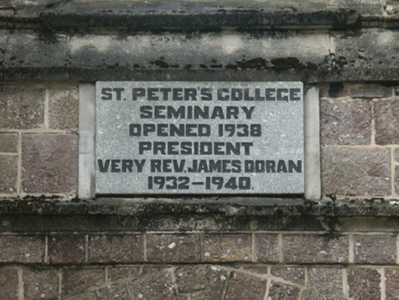 ST. PETER'S COLLEGE
SEMINARY
OPENED 1938
PRESIDENT
VERY REV. JAMES DORAN
1932-1940.